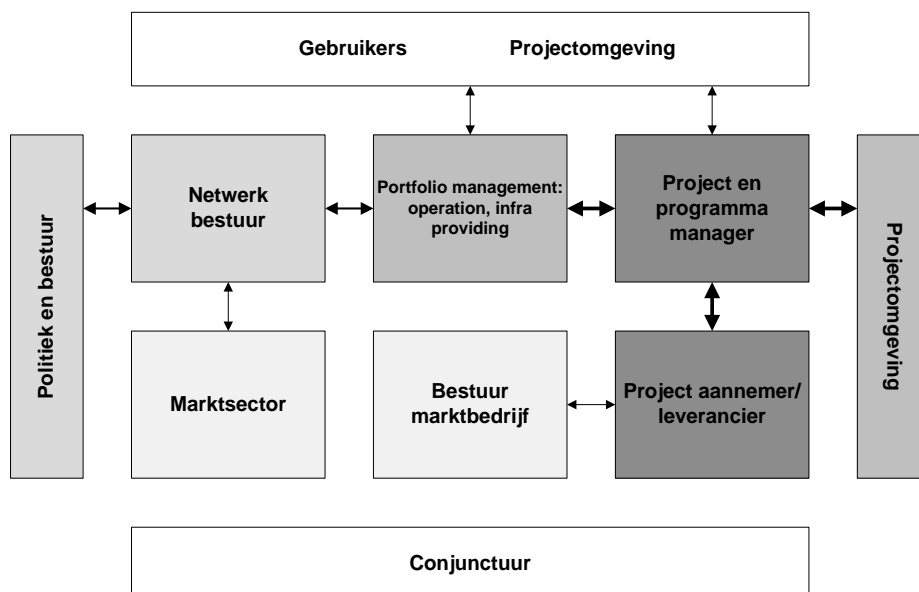 Gebruikers Projectomgeving
Politiek en bestuur
Netwerk
bestuur
Portfolio management:
operation, infra
providing
Project en
programma
manager
Projectomgeving
Marktsector
Bestuur
marktbedrijf
Project aannemer/
leverancier
Conjunctuur